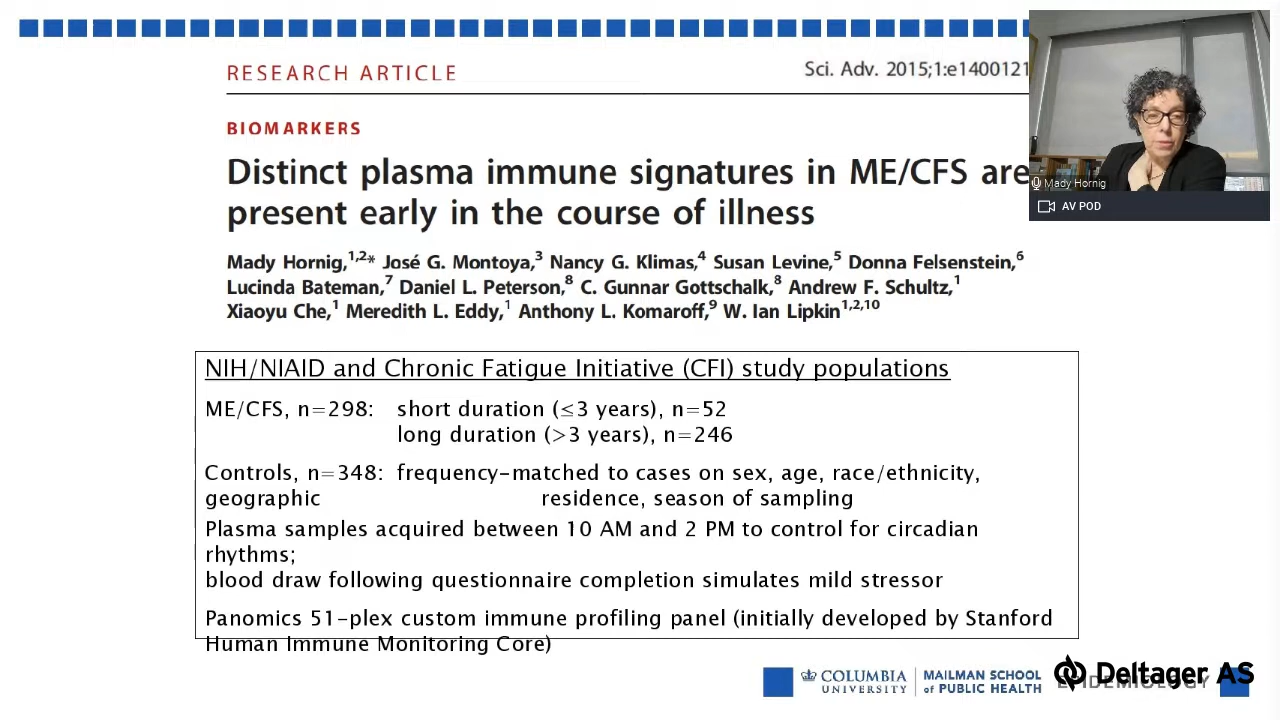 RESEARCH ARTICLE
Sci. Adv. 2015;1:e1400121
BIOMARKERS
Distinct plasma immune signatures in ME/CFS are
present early in the course of illness
Mady Hornig,1,2* José G. Montoya,3 Nancy G. Klimas,4 Susan Levine,5 Donna Felsenstein,6
Lucinda Bateman,7 Daniel L. Peterson,8 C. Gunnar Gottschalk,8 Andrew F. Schultz,1
Xiaoyu Che,1 Meredith L. Eddy,1 Anthony L. Komaroff,9 W. Ian Lipkin1,2,10
Mady Hornig
AV POD
NIH/NIAID and Chronic Fatigue Initiative (CFI) study populations
ME/CFS, n=298: short duration (≤3 years), n=52
long duration (>3 years), n=246
Controls, n=348: frequency-matched to cases on sex, age, race/ethnicity,
geographic residence, season of sampling
Plasma samples acquired between 10 AM and 2 PM to control for circadian
rhythms;
blood draw following questionnaire completion simulates mild stressor
Panomics 51-plex custom immune profiling panel (initially developed by Stanford
Human Immune Monitoring Core)
COLUMBIA
UNIVERSITY
MAILMAN SCHOOL
of PUBLIC HEALTH
EPIDEMIOLOGY
Deltager AS